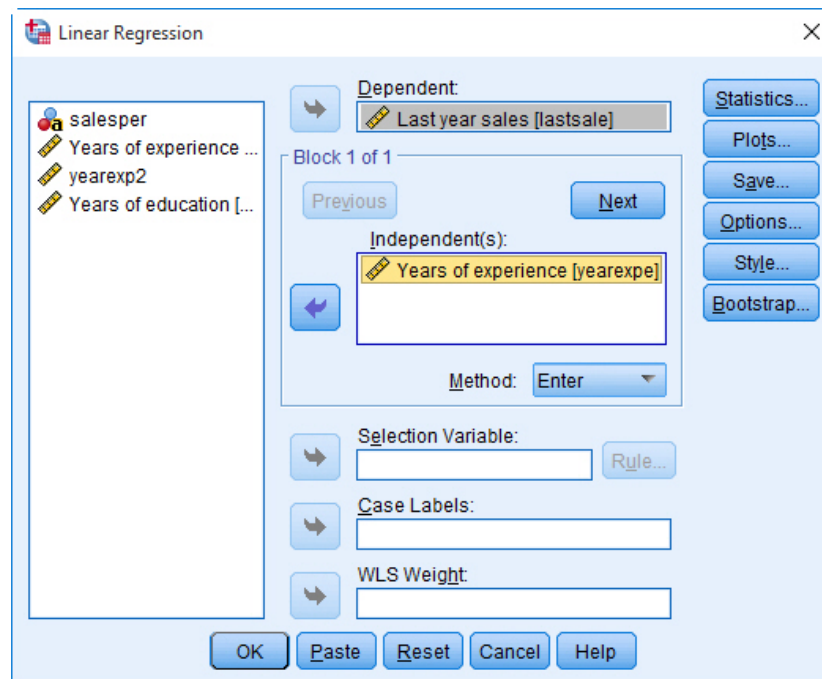 Linear Regression
salesper
Years of experience ...
yearexp2
Years of education [...
Dependent:
Last year sales [lastsale]
Block 1 of 1
Previous
Next
Independent(s):
Years of experience [yearexpe]
Method:
Enter
Selection Variable:
Rule...
Case Labels:
WLS Weight:
Statistics...
Plots...
Save...
Options...
Style...
Bootstrap...
OK
Paste
Reset
Cancel
Help